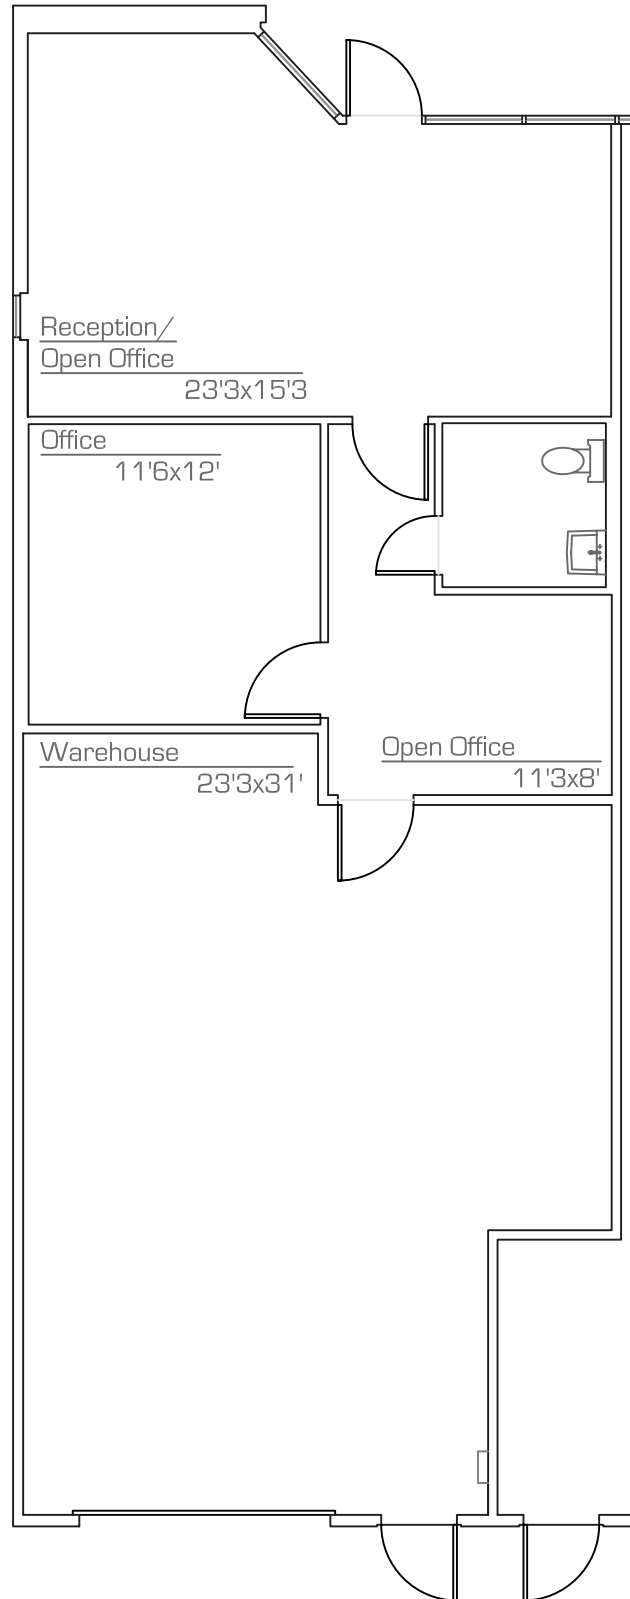 Reception/
Open Office
23'3x15'3
Office
11'6x12'
Warehouse
23'3x31'
Open Office
11'3x8'